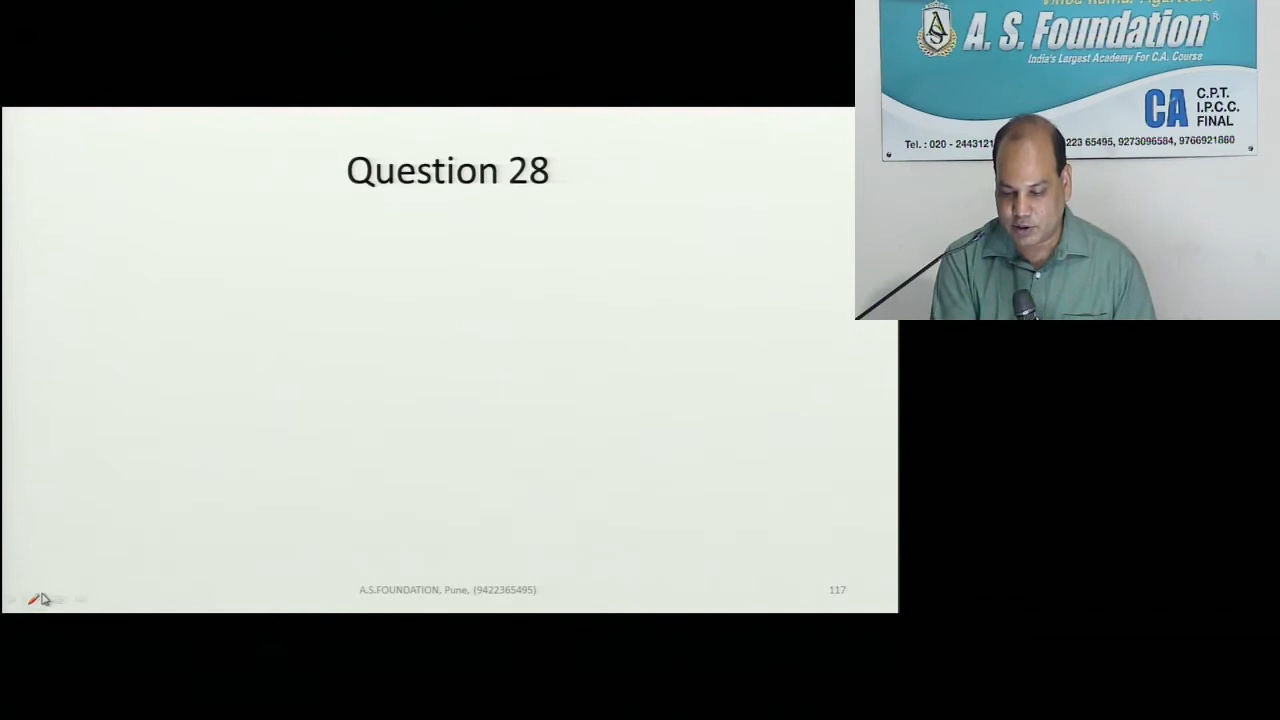 A. S. Foundation®
India's Largest Academy For C.A. Course
CA
C.P.T.
I.P.C.C.
FINAL
Tel. : 020 - 2443121 223 65495, 9273096584, 9766921860
Question 28
A.S.FOUNDATION, Pune, (9422365495)
117